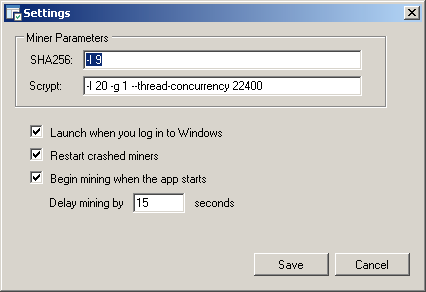 Settings
Miner Parameters
SHA256: -I 9
Scrypt: -I 20 -g 1 --thread-concurrency 22400
Launch when you log in to Windows
Restart crashed miners
Begin mining when the app starts
Delay mining by 15 seconds
Save Cancel